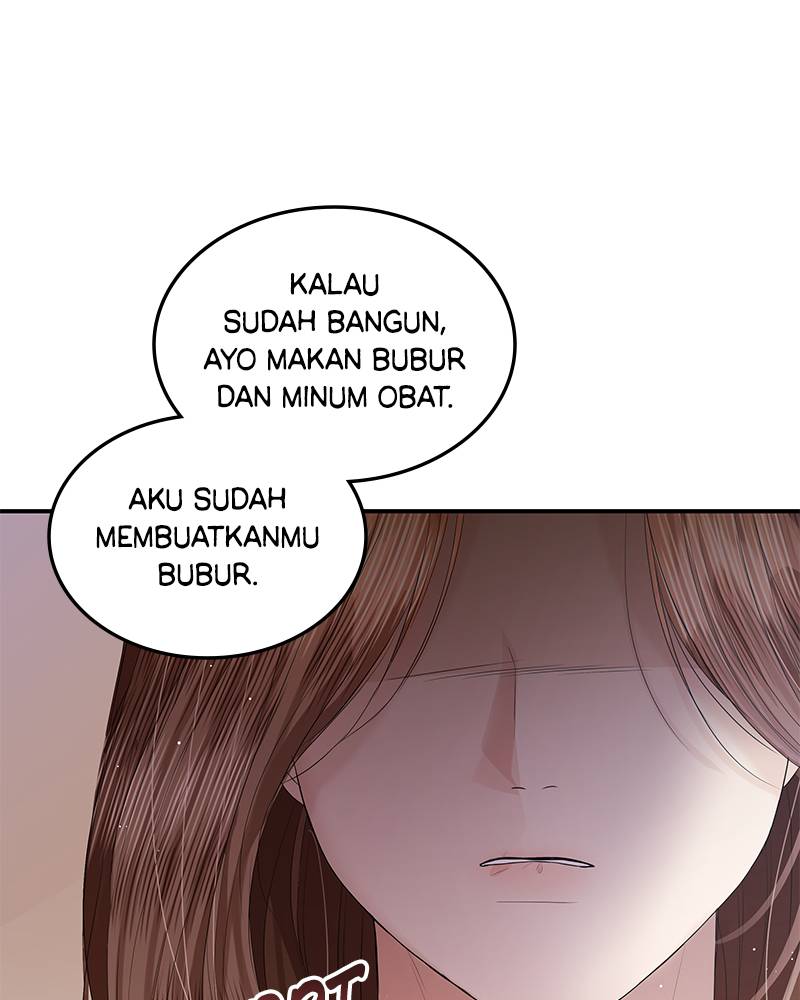 KALAU
SUDAH BANGUN,
AYO MAKAN BUBUR
DAN MINUM OBAT.
AKU SUDAH
MEMBUATKANMU
BUBUR.